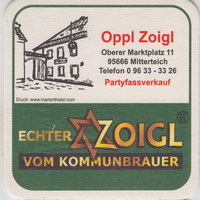 Oppl Zoigl
Oberer Marktplatz 11
95666 Mitterteich
Telefon 0 96 33 - 33 26
Partyfassverkauf
Druck: www.marienthaler.com
ECHTER ZOIGL ®
VOM KOMMUNBRAUER